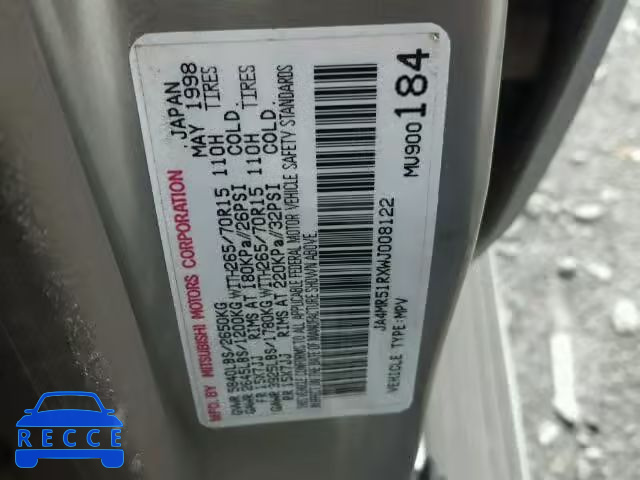 MFD. BY MITSUBISHI MOTORS CORPORATION JAPAN
MAY 1998
GVWR 5840LBS/2650KG
GAWR 2645LBS/1200KG WITH 265/70R15 110H TIRES
FR 15X7JJ RIMS AT 180KPa/26PSI COLD.
GAWR 3925LBS/1780KG WITH 265/70R15 110H TIRES
RR 15X7JJ RIMS AT 220KPa/32PSI COLD.
THIS VEHICLE CONFORMS TO ALL APPLICABLE FEDERAL MOTOR VEHICLE SAFETY STANDARDS
IN EFFECT ON THE DATE OF MANUFACTURE SHOWN ABOVE.
JA4MR51RXWJ008122
VEHICLE TYPE:MPV
MU900184
RECCE